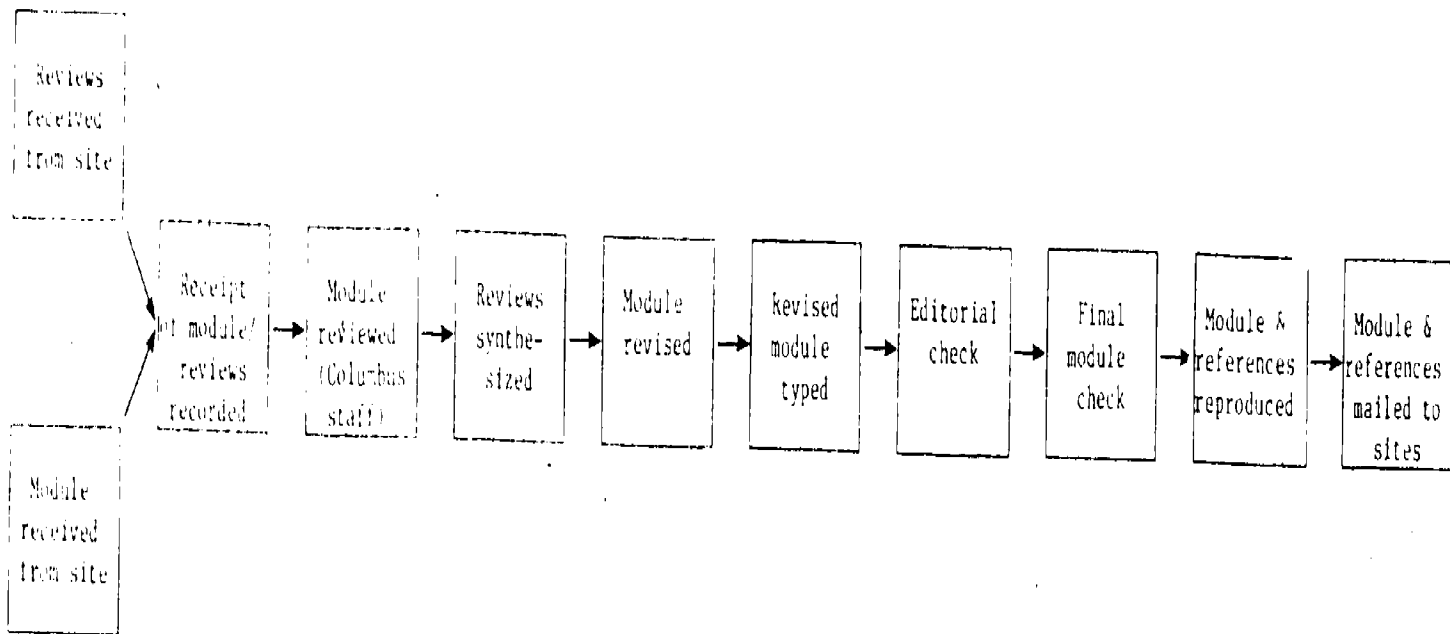 Reviews
received
from site
Module
received
from site
Receipt
of module/
reviews
recorded
Module
reviewed
(Columbus
staff)
Reviews
synthe-
sized
Module
revised
Revised
module
typed
Editorial
check
Final
module
check
Module &
references
reproduced
Module &
references
mailed to
sites